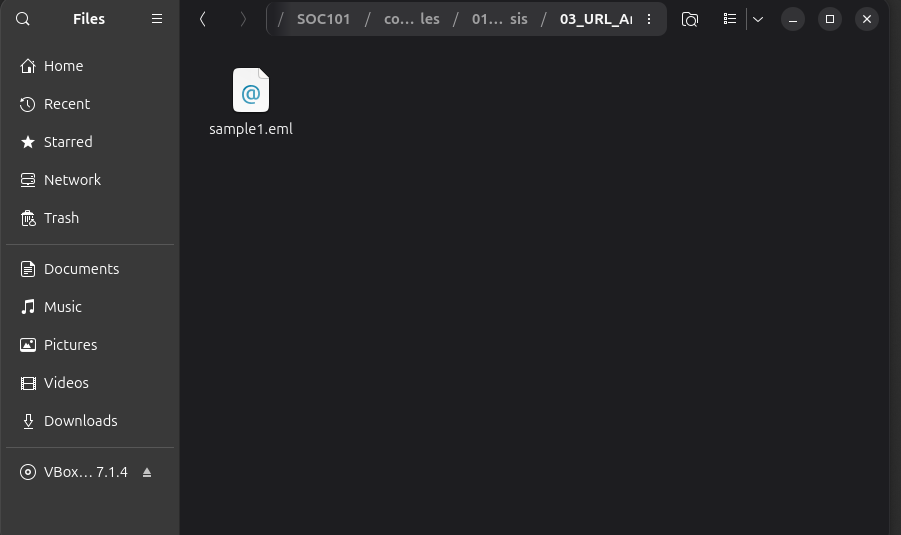 Files
/ SOC101 / co... les / 01... sis / 03_URL_Ar
Home
Recent
Starred
Network
Trash
Documents
Music
Pictures
Videos
Downloads
VBox... 7.1.4
@
sample1.eml